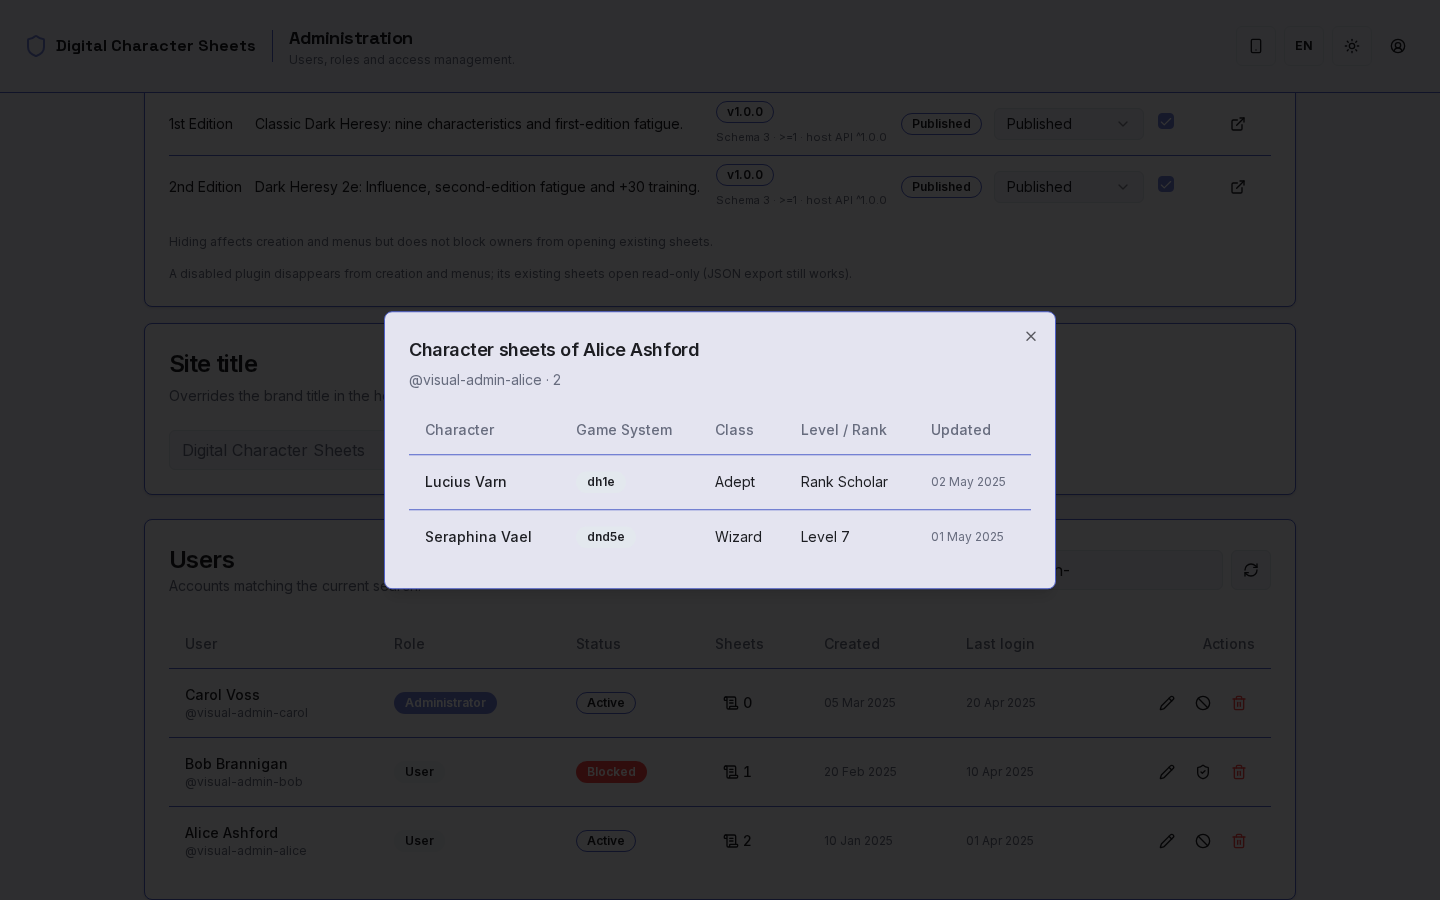 Digital Character Sheets
Administration
Users, roles and access management.
EN
1st Edition Classic Dark Heresy: nine characteristics and first-edition fatigue. v1.0.0 Schema 3 · >=1 · host API ^1.0.0 Published Published
2nd Edition Dark Heresy 2e: Influence, second-edition fatigue and +30 training. v1.0.0 Schema 3 · >=1 · host API ^1.0.0 Published Published
Hiding affects creation and menus but does not block owners from opening existing sheets.
A disabled plugin disappears from creation and menus; its existing sheets open read-only (JSON export still works).
Site title
Overrides the brand title in the
Digital Character Sheets
Character sheets of Alice Ashford
@visual-admin-alice · 2
Character Game System Class Level / Rank Updated
Lucius Varn dh1e Adept Rank Scholar 02 May 2025
Seraphina Vael dnd5e Wizard Level 7 01 May 2025
Users
Accounts matching the current
User Role Status Sheets Created Last login Actions
Carol Voss
@visual-admin-carol
Administrator Active 0 05 Mar 2025 20 Apr 2025
Bob Brannigan
@visual-admin-bob
User Blocked 1 20 Feb 2025 10 Apr 2025
Alice Ashford
@visual-admin-alice
User Active 2 10 Jan 2025 01 Apr 2025